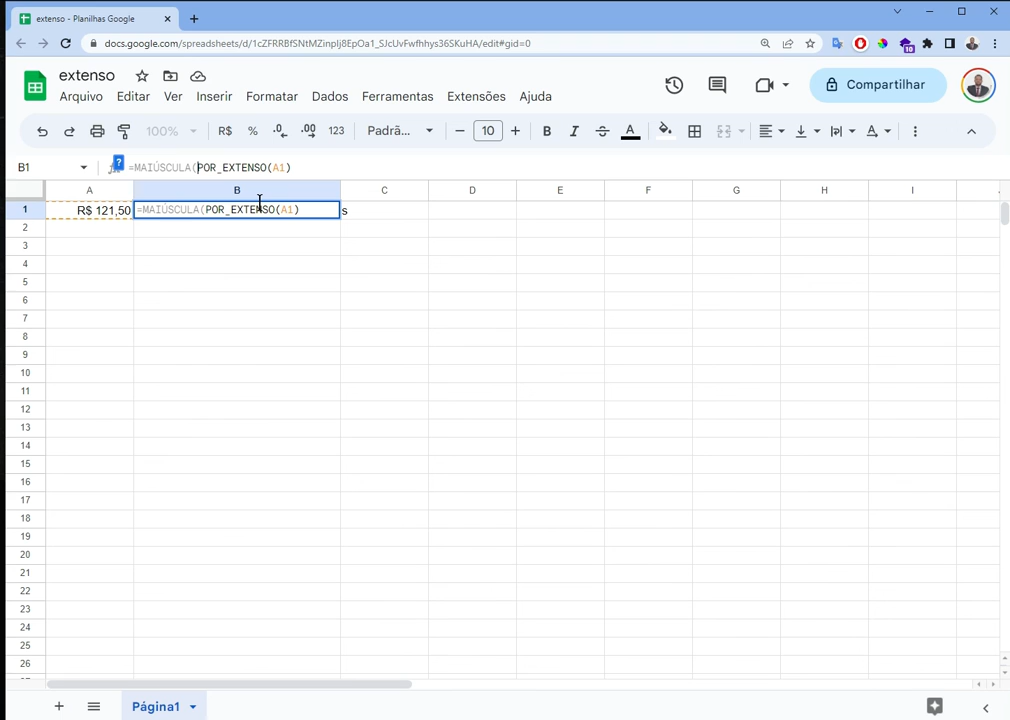 extenso - Planilhas Google
docs.google.com/spreadsheets/d/1cZFRRBfSNtMZinpIj8EpOa1_SJcUvFwfhhys36SKuHA/edit#gid=0
10
extenso
Arquivo Editar Ver Inserir Formatar Dados Ferramentas Extensões Ajuda
Compartilhar
100% R$ % .0 .00 123 Padrã... 10 B I S A
B1 fx ? =MAIÚSCULA(POR_EXTENSO(A1)
A B C D E F G H I
1 R$ 121,50 =MAIÚSCULA(POR_EXTENSO(A1) s
2
3
4
5
6
7
8
9
10
11
12
13
14
15
16
17
18
19
20
21
22
23
24
25
26
Página1